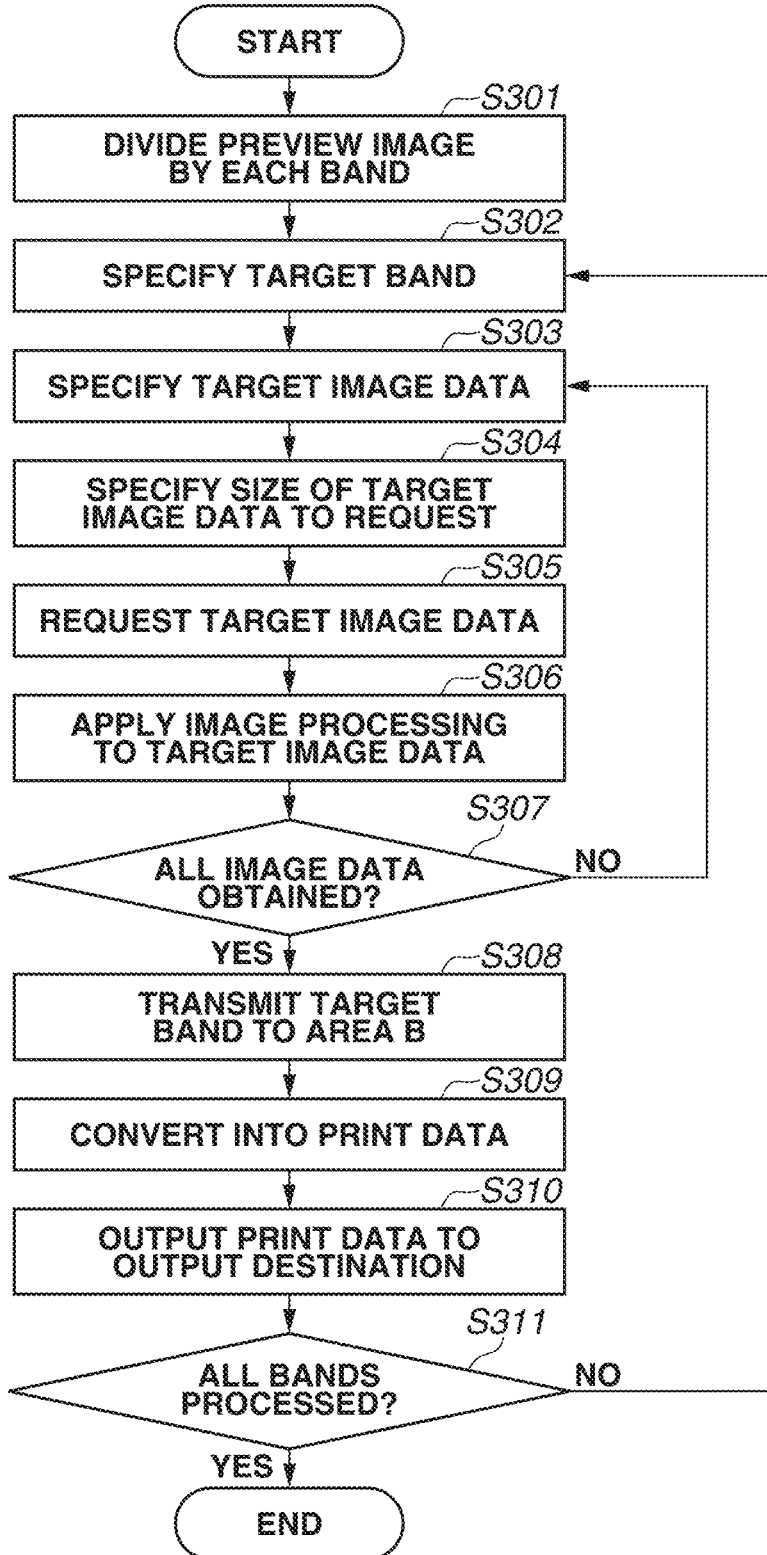 START
S301
DIVIDE PREVIEW IMAGE
BY EACH BAND
S302
SPECIFY TARGET BAND
S303
SPECIFY TARGET IMAGE DATA
S304
SPECIFY SIZE OF TARGET
IMAGE DATA TO REQUEST
S305
REQUEST TARGET IMAGE DATA
S306
APPLY IMAGE PROCESSING
TO TARGET IMAGE DATA
S307
ALL IMAGE DATA
OBTAINED?
NO
YES
S308
TRANSMIT TARGET
BAND TO AREA B
S309
CONVERT INTO PRINT DATA
S310
OUTPUT PRINT DATA TO
OUTPUT DESTINATION
S311
ALL BANDS
PROCESSED?
NO
YES
END